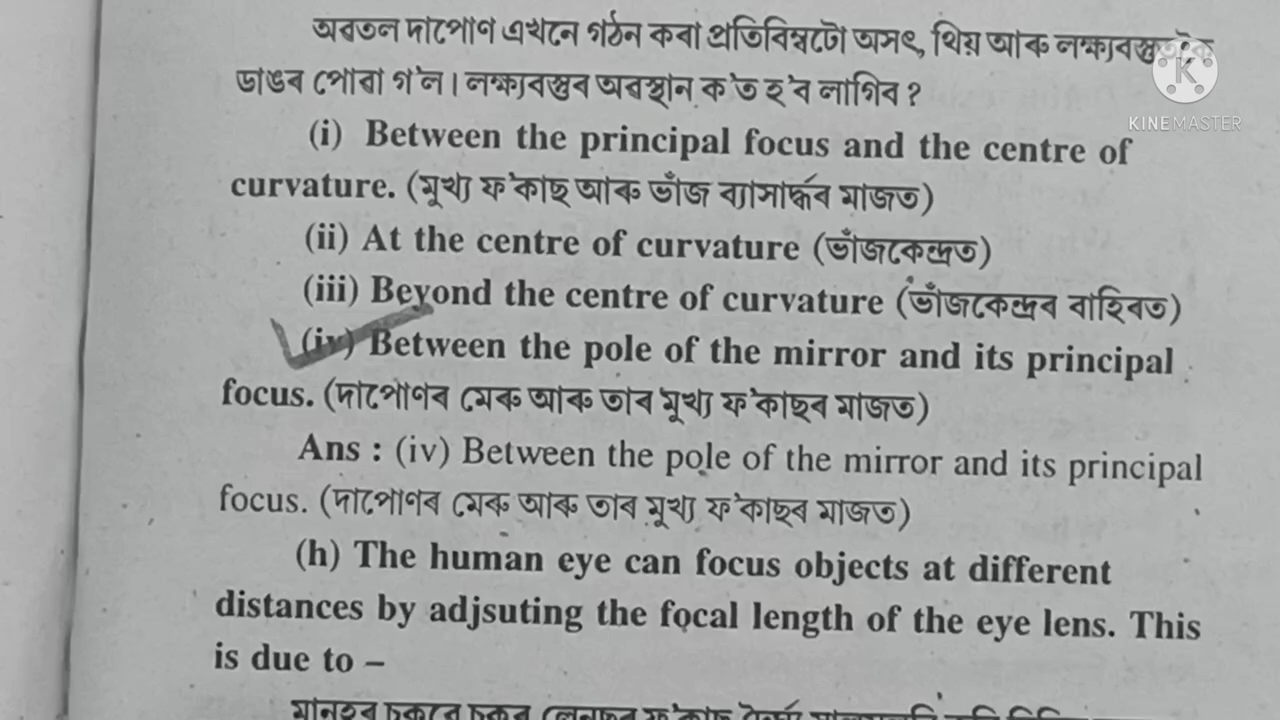 অৱতল দাপোণ এখনে গঠন কৰা প্ৰতিবিম্বটো অসৎ, থিয় আৰু লক্ষ্যবস্তুতকৈ
ডাঙৰ পোৱা গ'ল। লক্ষ্যবস্তুৰ অৱস্থান ক'ত হ'ব লাগিব?
K
KINEMASTER
(i) Between the principal focus and the centre of
curvature. (মুখ্য ফ'কাছ আৰু ভাঁজ ব্যাসাৰ্দ্ধৰ মাজত)
(ii) At the centre of curvature (ভাঁজকেন্দ্ৰত)
(iii) Beyond the centre of curvature (ভাঁজকেন্দ্ৰৰ বাহিৰত)
(iv) Between the pole of the mirror and its principal
focus. (দাপোণৰ মেৰু আৰু তাৰ মুখ্য ফ'কাছৰ মাজত)
Ans : (iv) Between the pole of the mirror and its principal
focus. (দাপোণৰ মেৰু আৰু তাৰ মুখ্য ফ'কাছৰ মাজত)
(h) The human eye can focus objects at different
distances by adjsuting the focal length of the eye lens. This
is due to –